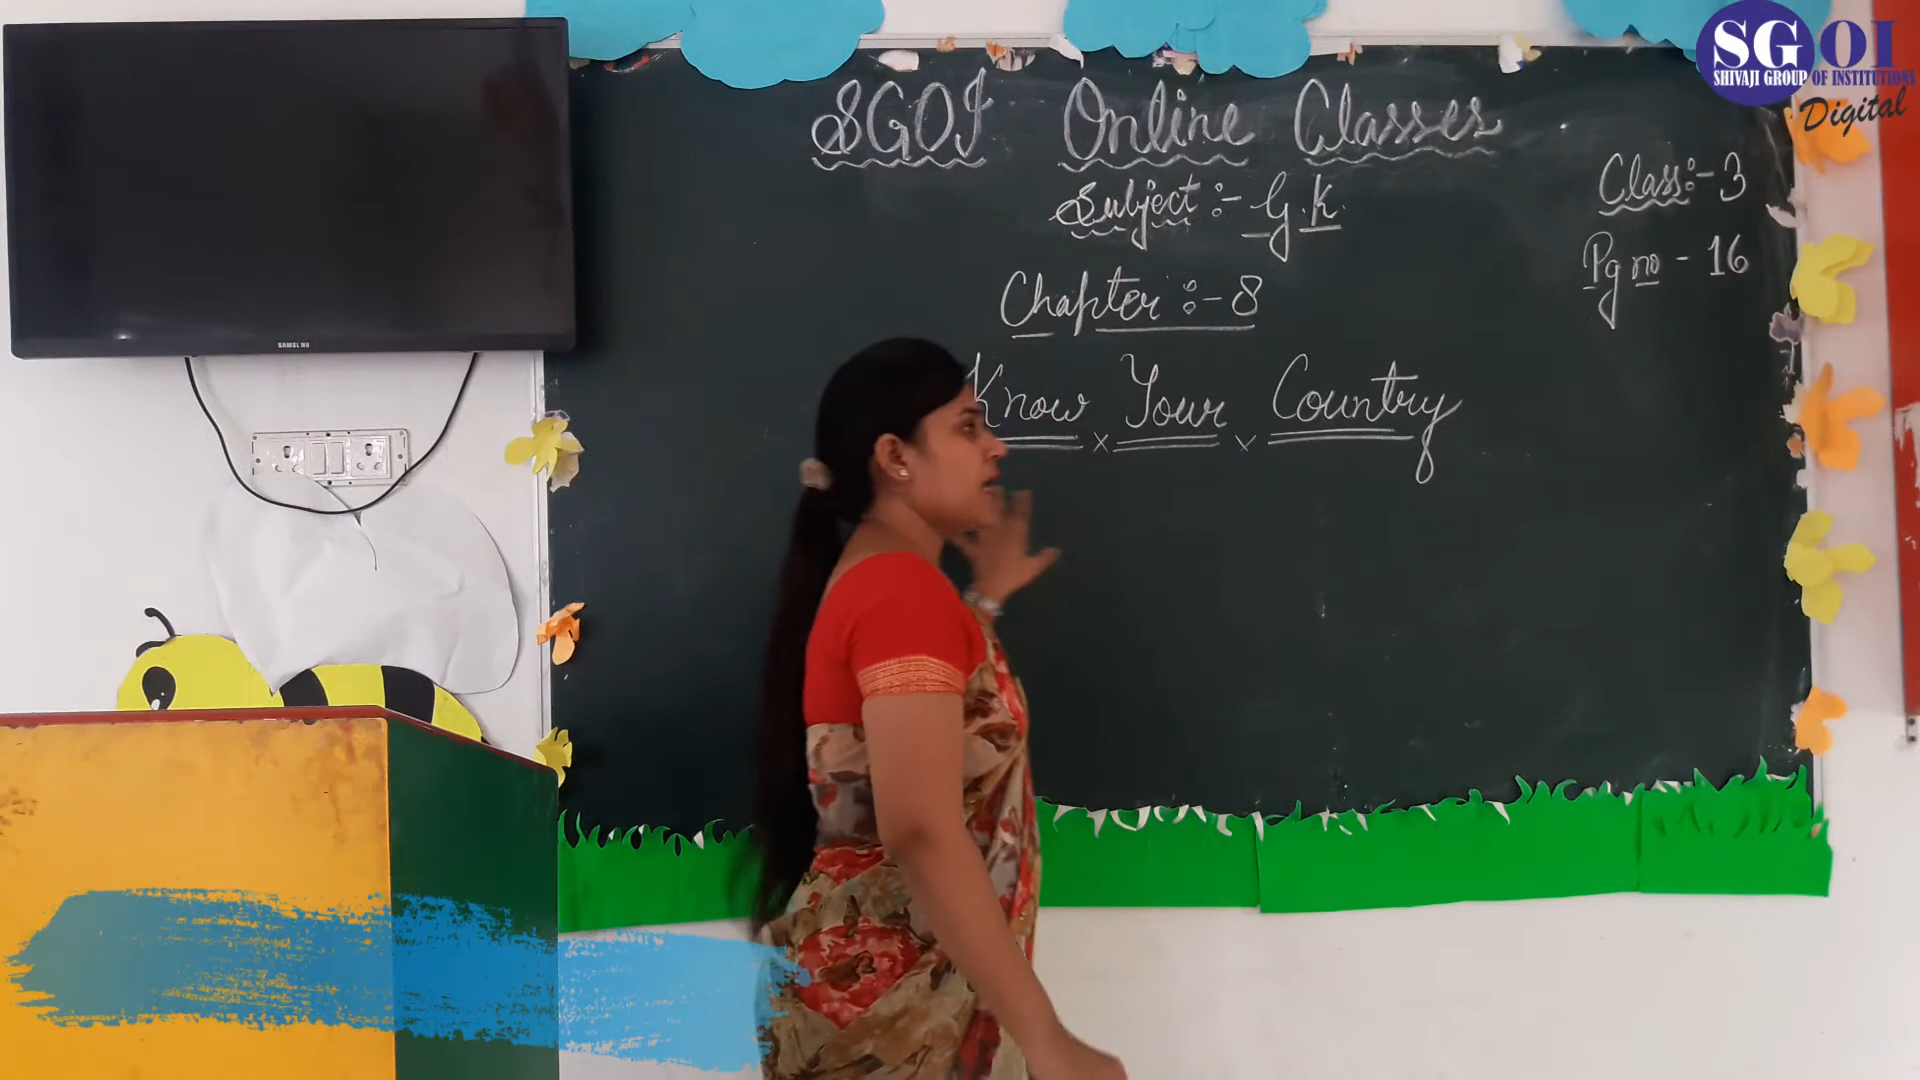 SGOI
SHIVAJI GROUP OF INSTITUTIONS
Digital
SGOI Online Classes
Subject :- G.K.
Class:- 3
Pg no - 16
Chapter :- 8
Know Your Country
SAMSUNG